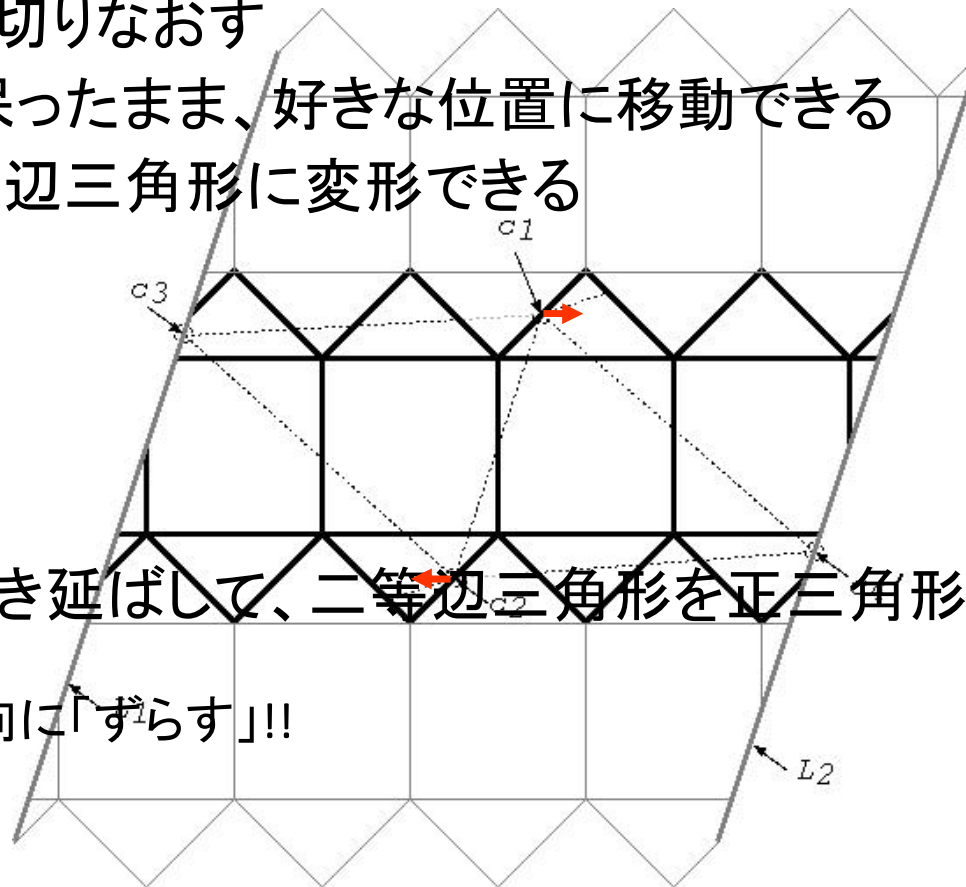 切りなおす
ったまま、好きな位置に移動できる
辺三角形に変形できる
c1
c3
き延ばして、二等辺三角形を正三角形
c2
に「ずらす」!!
L1
L2